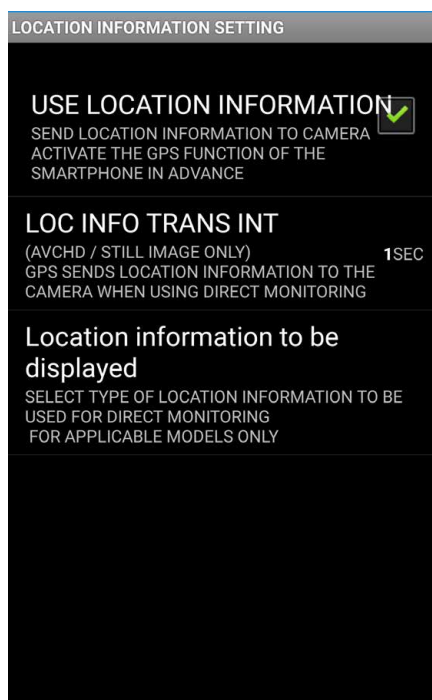 LOCATION INFORMATION SETTING
USE LOCATION INFORMATION
SEND LOCATION INFORMATION TO CAMERA
ACTIVATE THE GPS FUNCTION OF THE
SMARTPHONE IN ADVANCE
LOC INFO TRANS INT
(AVCHD / STILL IMAGE ONLY)
1SEC
GPS SENDS LOCATION INFORMATION TO THE
CAMERA WHEN USING DIRECT MONITORING
Location information to be
displayed
SELECT TYPE OF LOCATION INFORMATION TO BE
USED FOR DIRECT MONITORING
FOR APPLICABLE MODELS ONLY